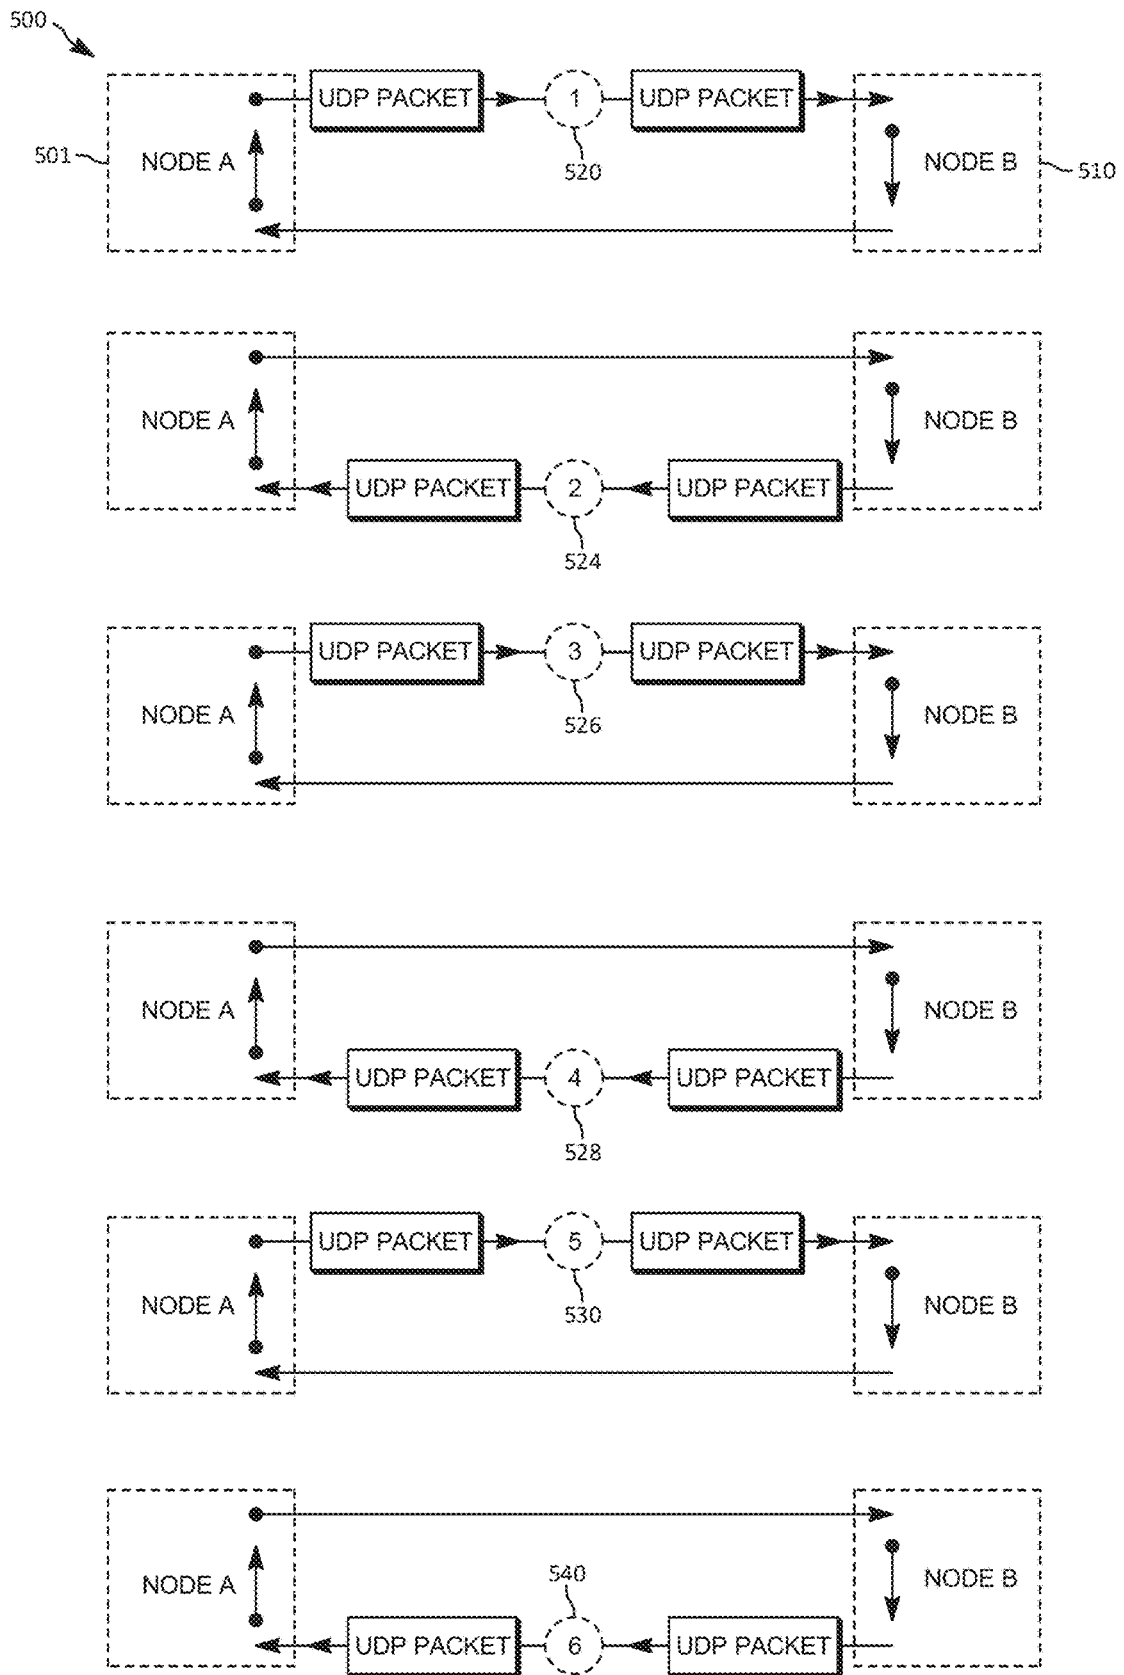 500
UDP PACKET 1 UDP PACKET
501 NODE A 520 NODE B 510
NODE A NODE B
UDP PACKET 2 UDP PACKET
524
UDP PACKET 3 UDP PACKET
NODE A 526 NODE B
NODE A NODE B
UDP PACKET 4 UDP PACKET
528
UDP PACKET 5 UDP PACKET
NODE A 530 NODE B
NODE A 540 NODE B
UDP PACKET 6 UDP PACKET